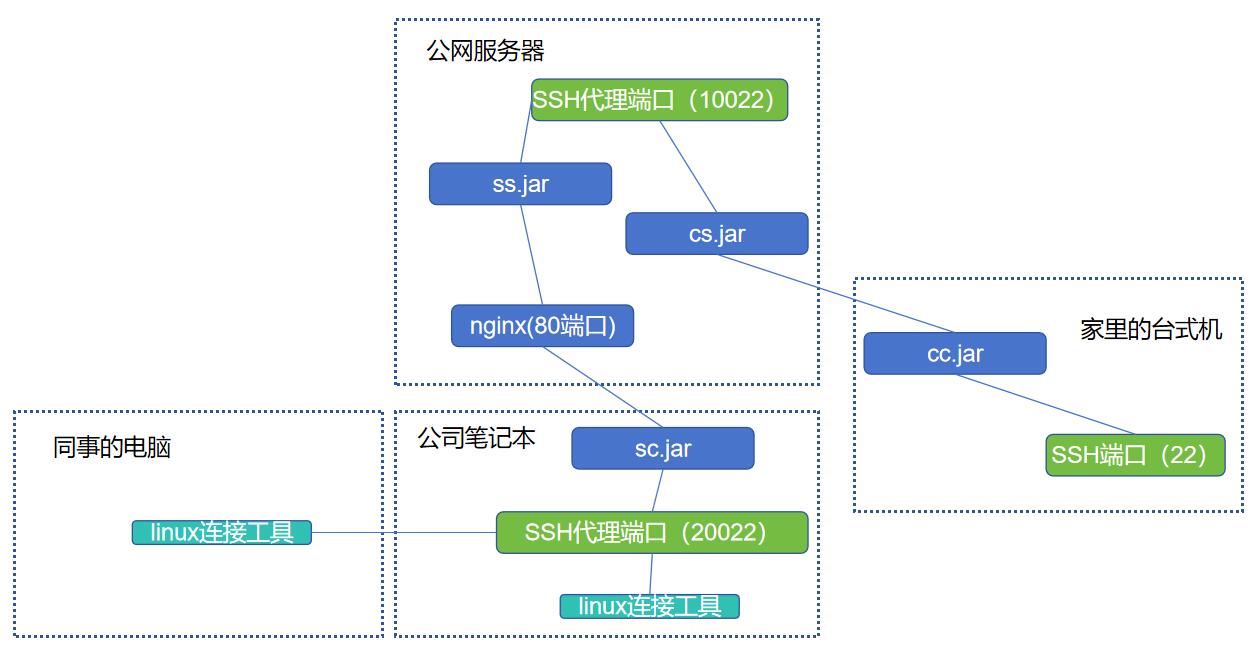 公网服务器
SSH代理端口（10022）
ss.jar
cs.jar
nginx(80端口)
家里的台式机
cc.jar
SSH端口（22）
同事的电脑
linux连接工具
公司笔记本
sc.jar
SSH代理端口（20022）
linux连接工具